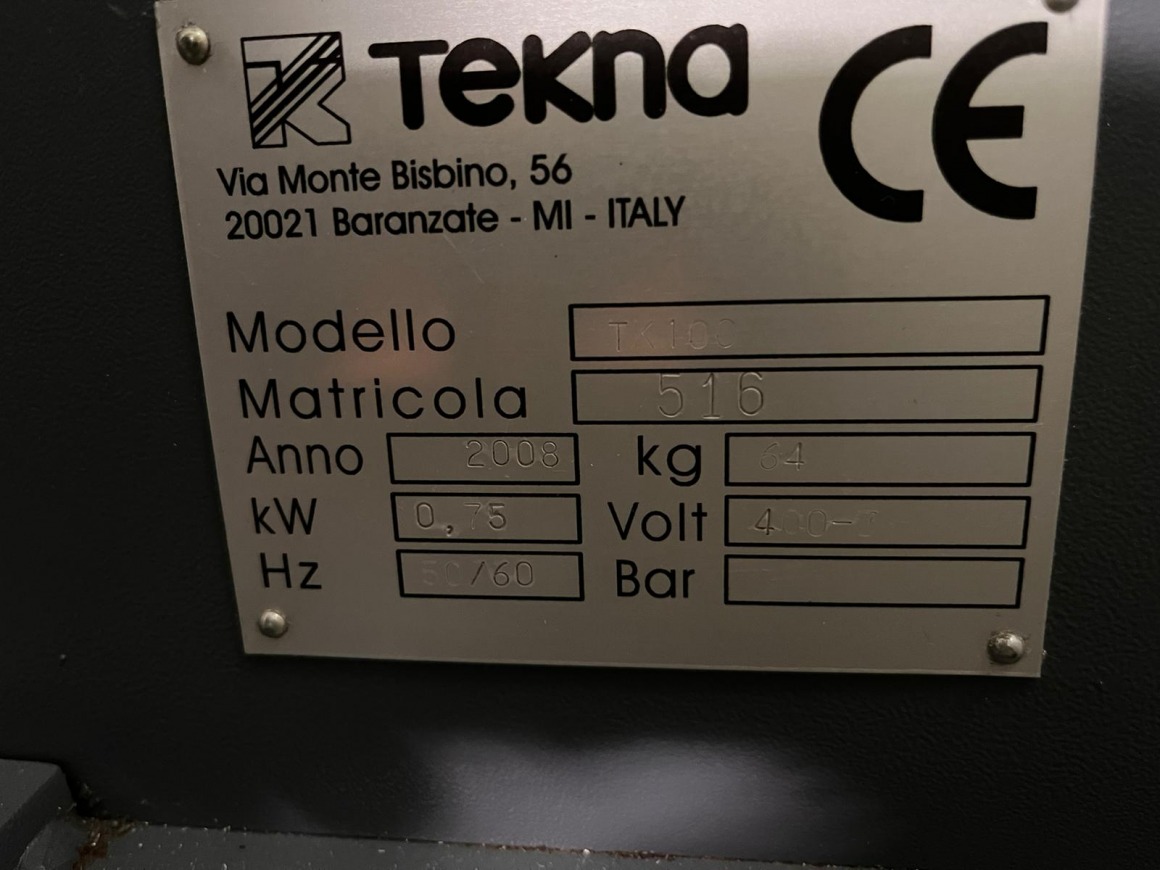 Tekna
CE
Via Monte Bisbino, 56
20021 Baranzate - MI - ITALY
Modello
Matricola 516
Anno 2008 kg 64
kW 0,75 Volt
Hz 50/60 Bar